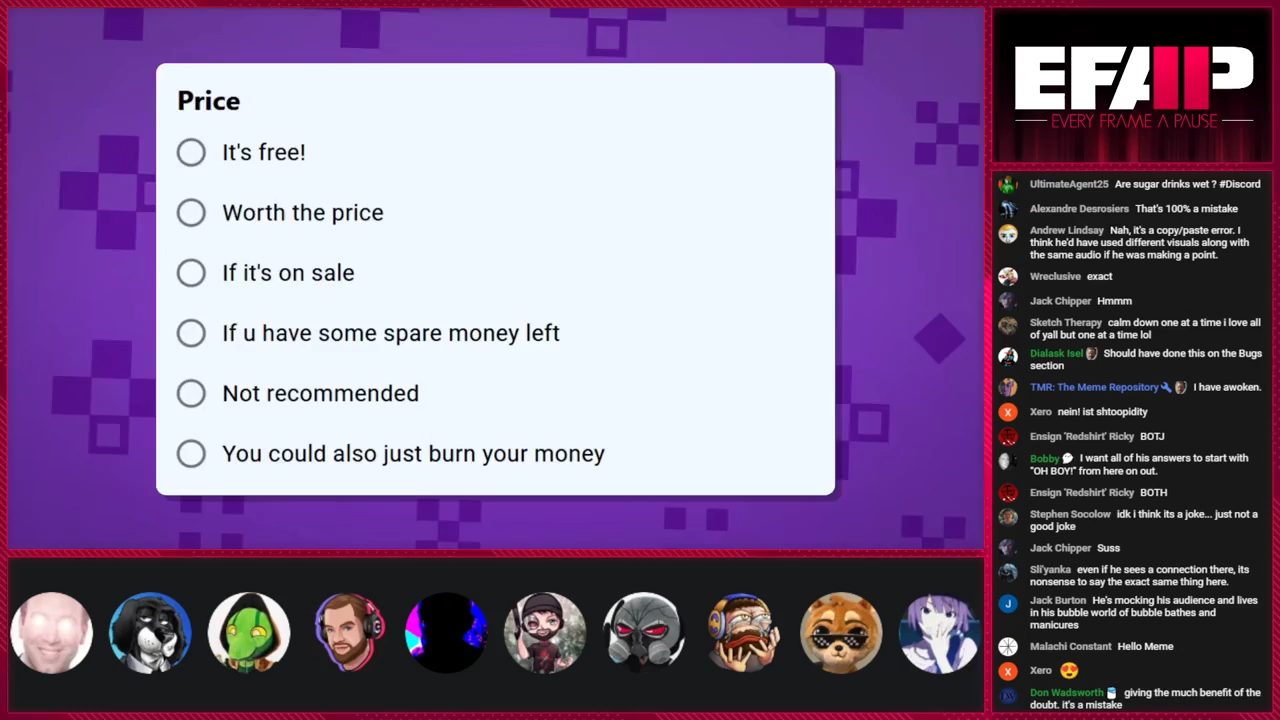 Price
It's free!
Worth the price
If it's on sale
If u have some spare money left
Not recommended
You could also just burn your money
EFAP
EVERY FRAME A PAUSE
UltimateAgent25 Are sugar drinks wet ? #Discord
Alexandre Desrosiers That's 100% a mistake
Andrew Lindsay Nah, it's a copy/paste error. I
think he'd have used different visuals along with
the same audio if he was making a point.
Wreclusive exact
Jack Chipper Hmmm
Sketch Therapy calm down one at a time i love all
of yall but one at a time lol
Dialask Isel Should have done this on the Bugs
section
TMR: The Meme Repository I have awoken.
X Xero nein! ist shtoopidity
Ensign 'Redshirt' Ricky BOTJ
Bobby I want all of his answers to start with
"OH BOY!" from here on out.
Ensign 'Redshirt' Ricky BOTH
Stephen Socolow idk i think its a joke... just not a
good joke
Jack Chipper Suss
Sli'yanka even if he sees a connection there, its
nonsense to say the exact same thing here.
J Jack Burton He's mocking his audience and lives
in his bubble world of bubble bathes and
manicures
Malachi Constant Hello Meme
X Xero 😍
Don Wadsworth giving the much benefit of the
doubt. it's a mistake